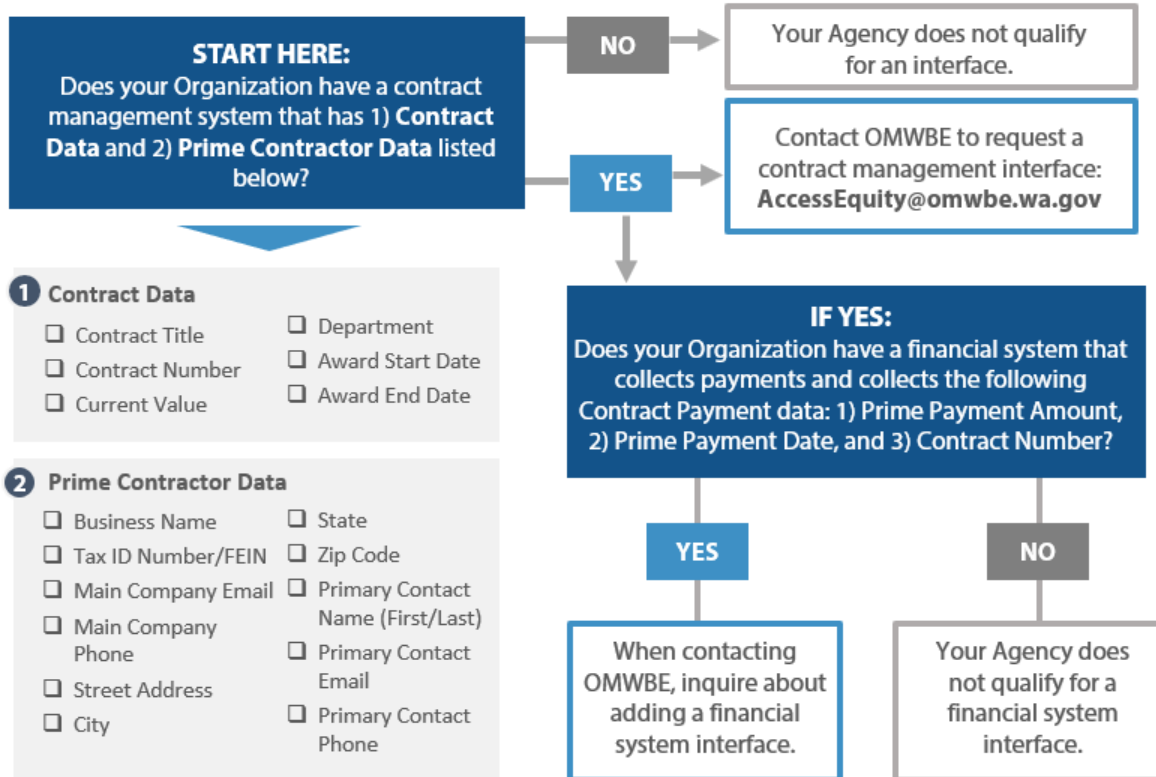 START HERE:
Does your Organization have a contract
management system that has 1) Contract
Data and 2) Prime Contractor Data listed
below?
NO
Your Agency does not qualify
for an interface.
YES
Contact OMWBE to request a
contract management interface:
AccessEquity@omwbe.wa.gov
1 Contract Data
❑ Contract Title
❑ Contract Number
❑ Current Value
❑ Department
❑ Award Start Date
❑ Award End Date
2 Prime Contractor Data
❑ Business Name
❑ Tax ID Number/FEIN
❑ Main Company Email
❑ Main Company
Phone
❑ Street Address
❑ City
❑ State
❑ Zip Code
❑ Primary Contact
Name (First/Last)
❑ Primary Contact
Email
❑ Primary Contact
Phone
IF YES:
Does your Organization have a financial system that
collects payments and collects the following
Contract Payment data: 1) Prime Payment Amount,
2) Prime Payment Date, and 3) Contract Number?
YES
When contacting
OMWBE, inquire about
adding a financial
system interface.
NO
Your Agency does
not qualify for a
financial system
interface.